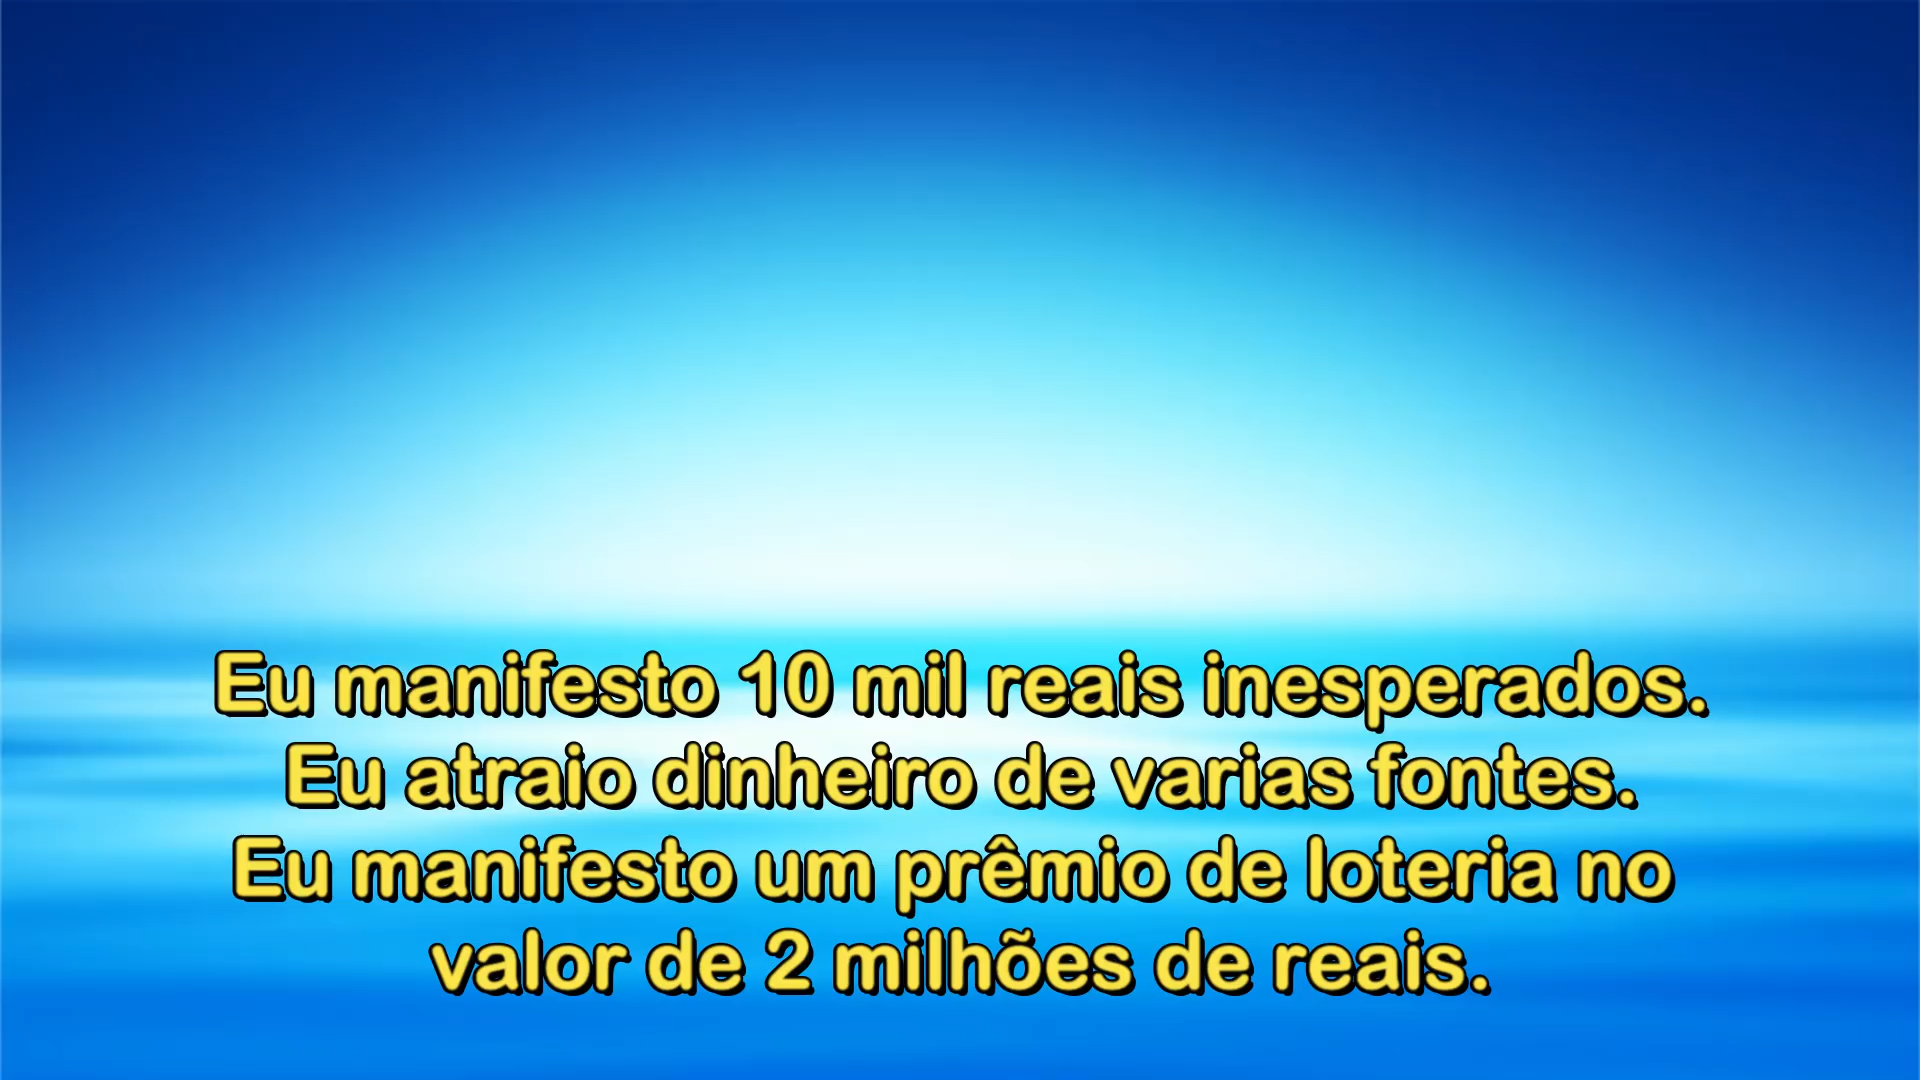 Eu manifesto 10 mil reais inesperados.
Eu atraio dinheiro de varias fontes.
Eu manifesto um prêmio de loteria no
valor de 2 milhões de reais.